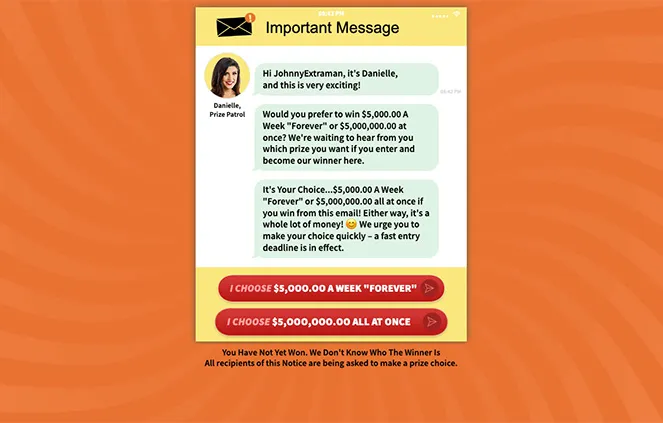 06:43 PM
1
Important Message
Hi JohnnyExtraman, it's Danielle,
and this is very exciting!
06:43 PM
Danielle,
Prize Patrol
Would you prefer to win $5,000.00 A
Week "Forever" or $5,000,000.00 at
once? We're waiting to hear from you
which prize you want if you enter and
become our winner here.
It's Your Choice...$5,000.00 A Week
"Forever" or $5,000,000.00 all at once if
you win from this email! Either way, it's a
whole lot of money! 😊 We urge you to
make your choice quickly – a fast entry
deadline is in effect.
I CHOOSE $5,000.00 A WEEK "FOREVER"
I CHOOSE $5,000,000.00 ALL AT ONCE
You Have Not Yet Won. We Don't Know Who The Winner Is
All recipients of this Notice are being asked to make a prize choice.